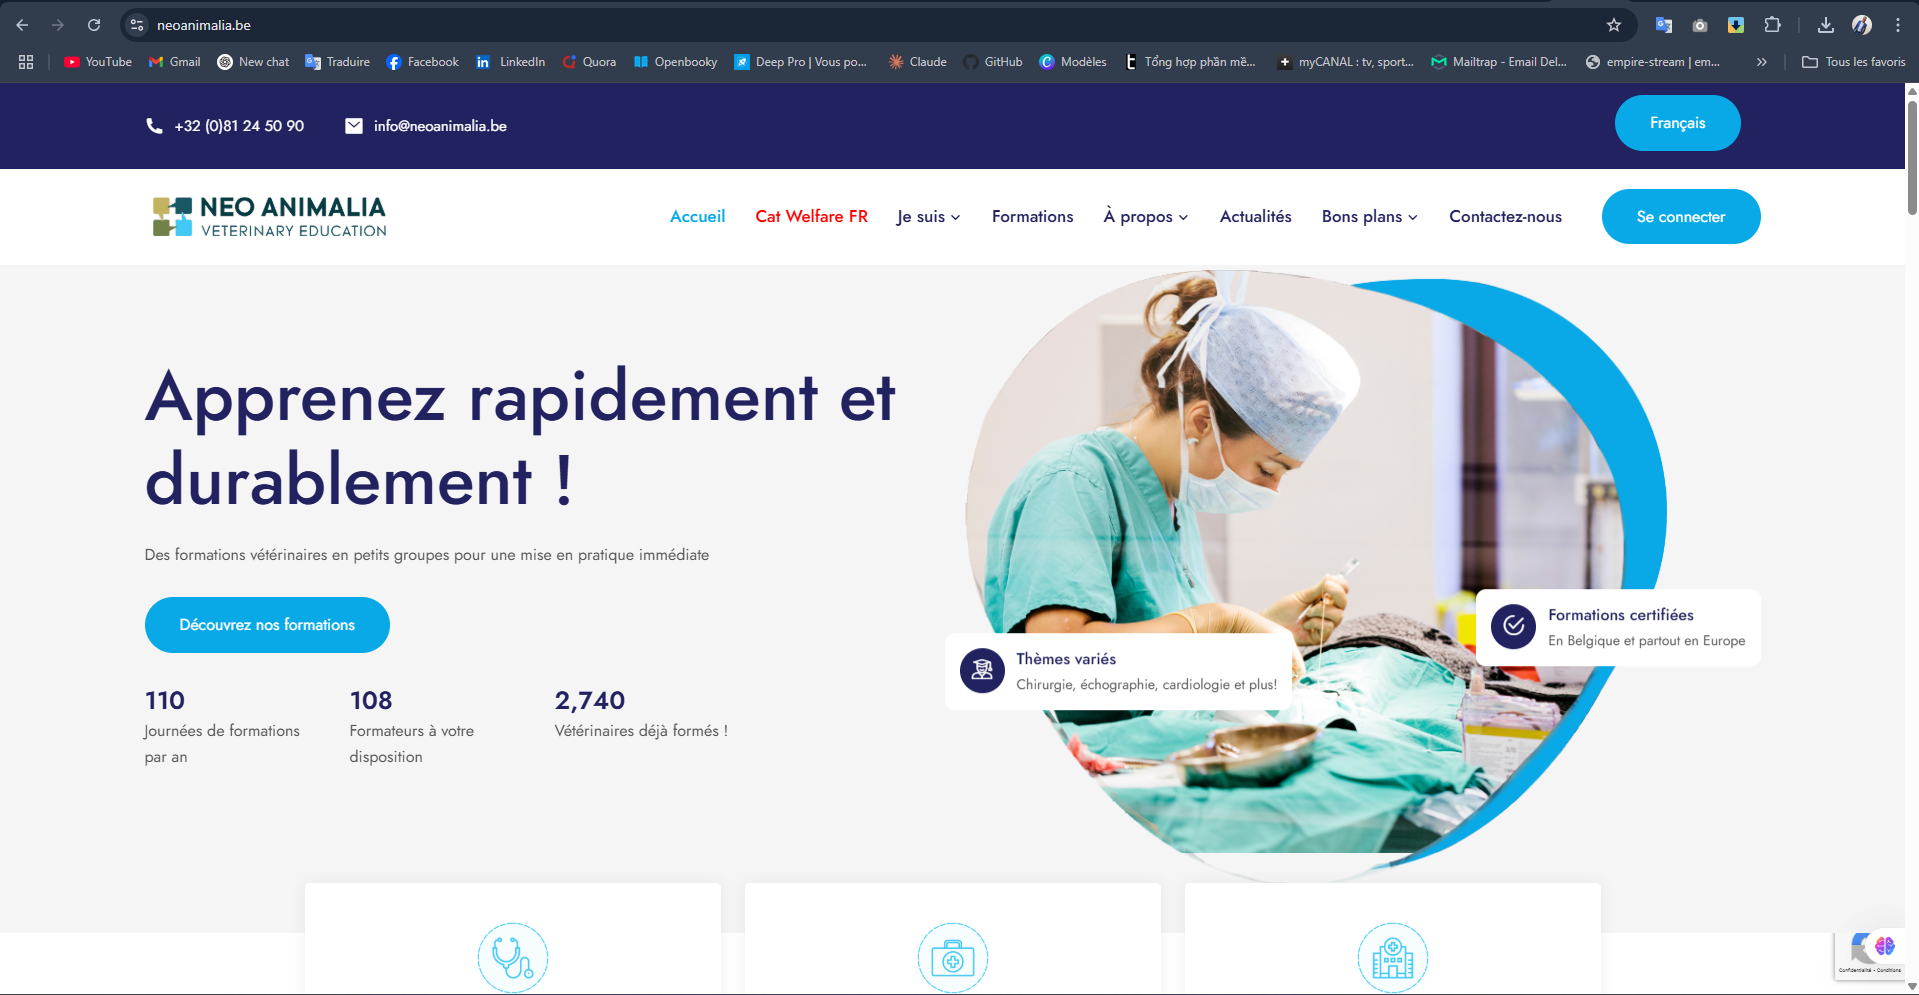 neoanimalia.be
YouTube
Gmail
New chat
Traduire
Facebook
LinkedIn
Quora
Openbooky
Deep Pro | Vous po...
Claude
GitHub
Modèles
Tổng hợp phần mề...
myCANAL : tv, sport...
Mailtrap - Email Del...
empire-stream | em...
Tous les favoris
+32 (0)81 24 50 90
info@neoanimalia.be
Français
NEO ANIMALIA
VETERINARY EDUCATION
Accueil
Cat Welfare FR
Je suis
Formations
À propos
Actualités
Bons plans
Contactez-nous
Se connecter
Apprenez rapidement et
durablement !
Des formations vétérinaires en petits groupes pour une mise en pratique immédiate
Découvrez nos formations
110
Journées de formations
par an
108
Formateurs à votre
disposition
2,740
Vétérinaires déjà formés !
Thèmes variés
Chirurgie, échographie, cardiologie et plus!
Formations certifiées
En Belgique et partout en Europe
Confidentialité - Conditions